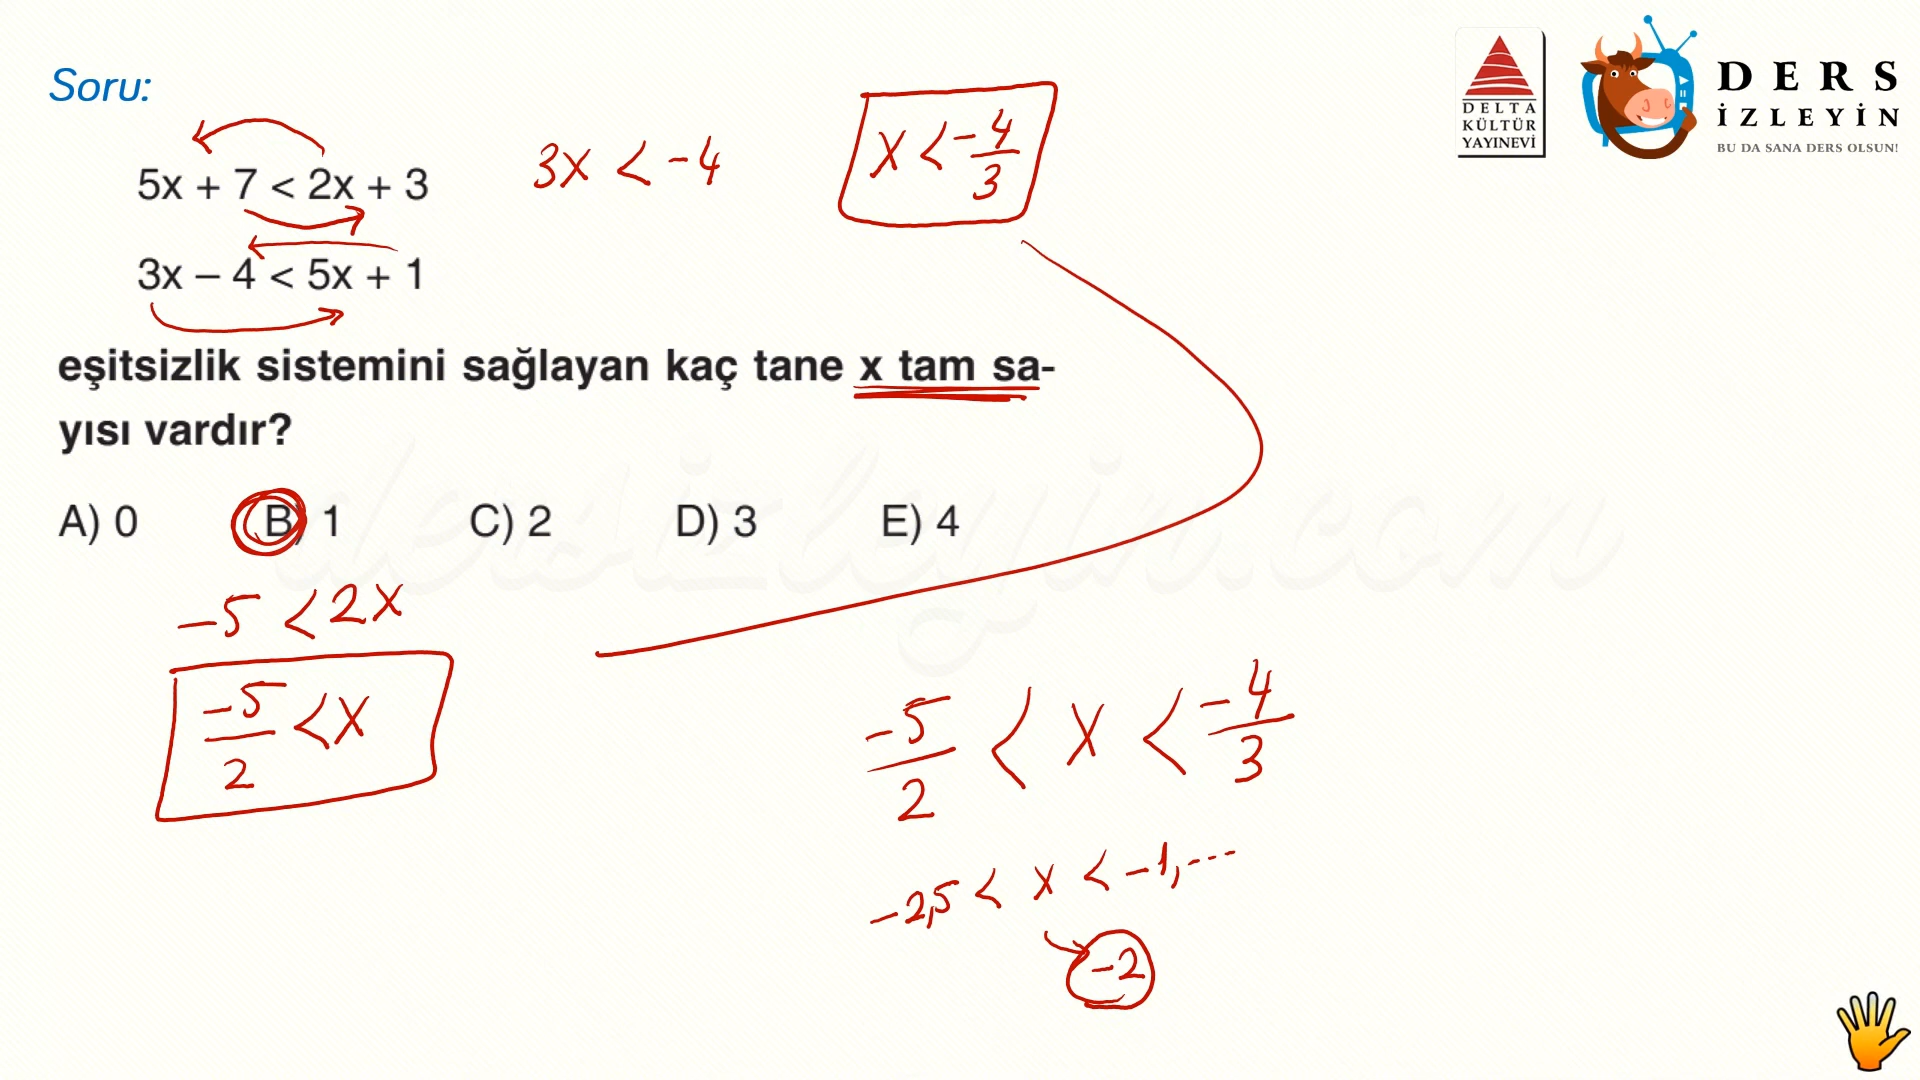 Soru:
5x + 7 < 2x + 3
3x < -4
x < -4/3
3x – 4 < 5x + 1
eşitsizlik sistemini sağlayan kaç tane x tam sa-
yısı vardır?
A) 0 B) 1 C) 2 D) 3 E) 4
-5 < 2x
-5/2 < x
-5/2 < x < -4/3
-2,5 < x < -1,...
-2
DELTA
KÜLTÜR
YAYINEVİ
DERS
İZLEYİN
BU DA SANA DERS OLSUN!
dersizleyin.com